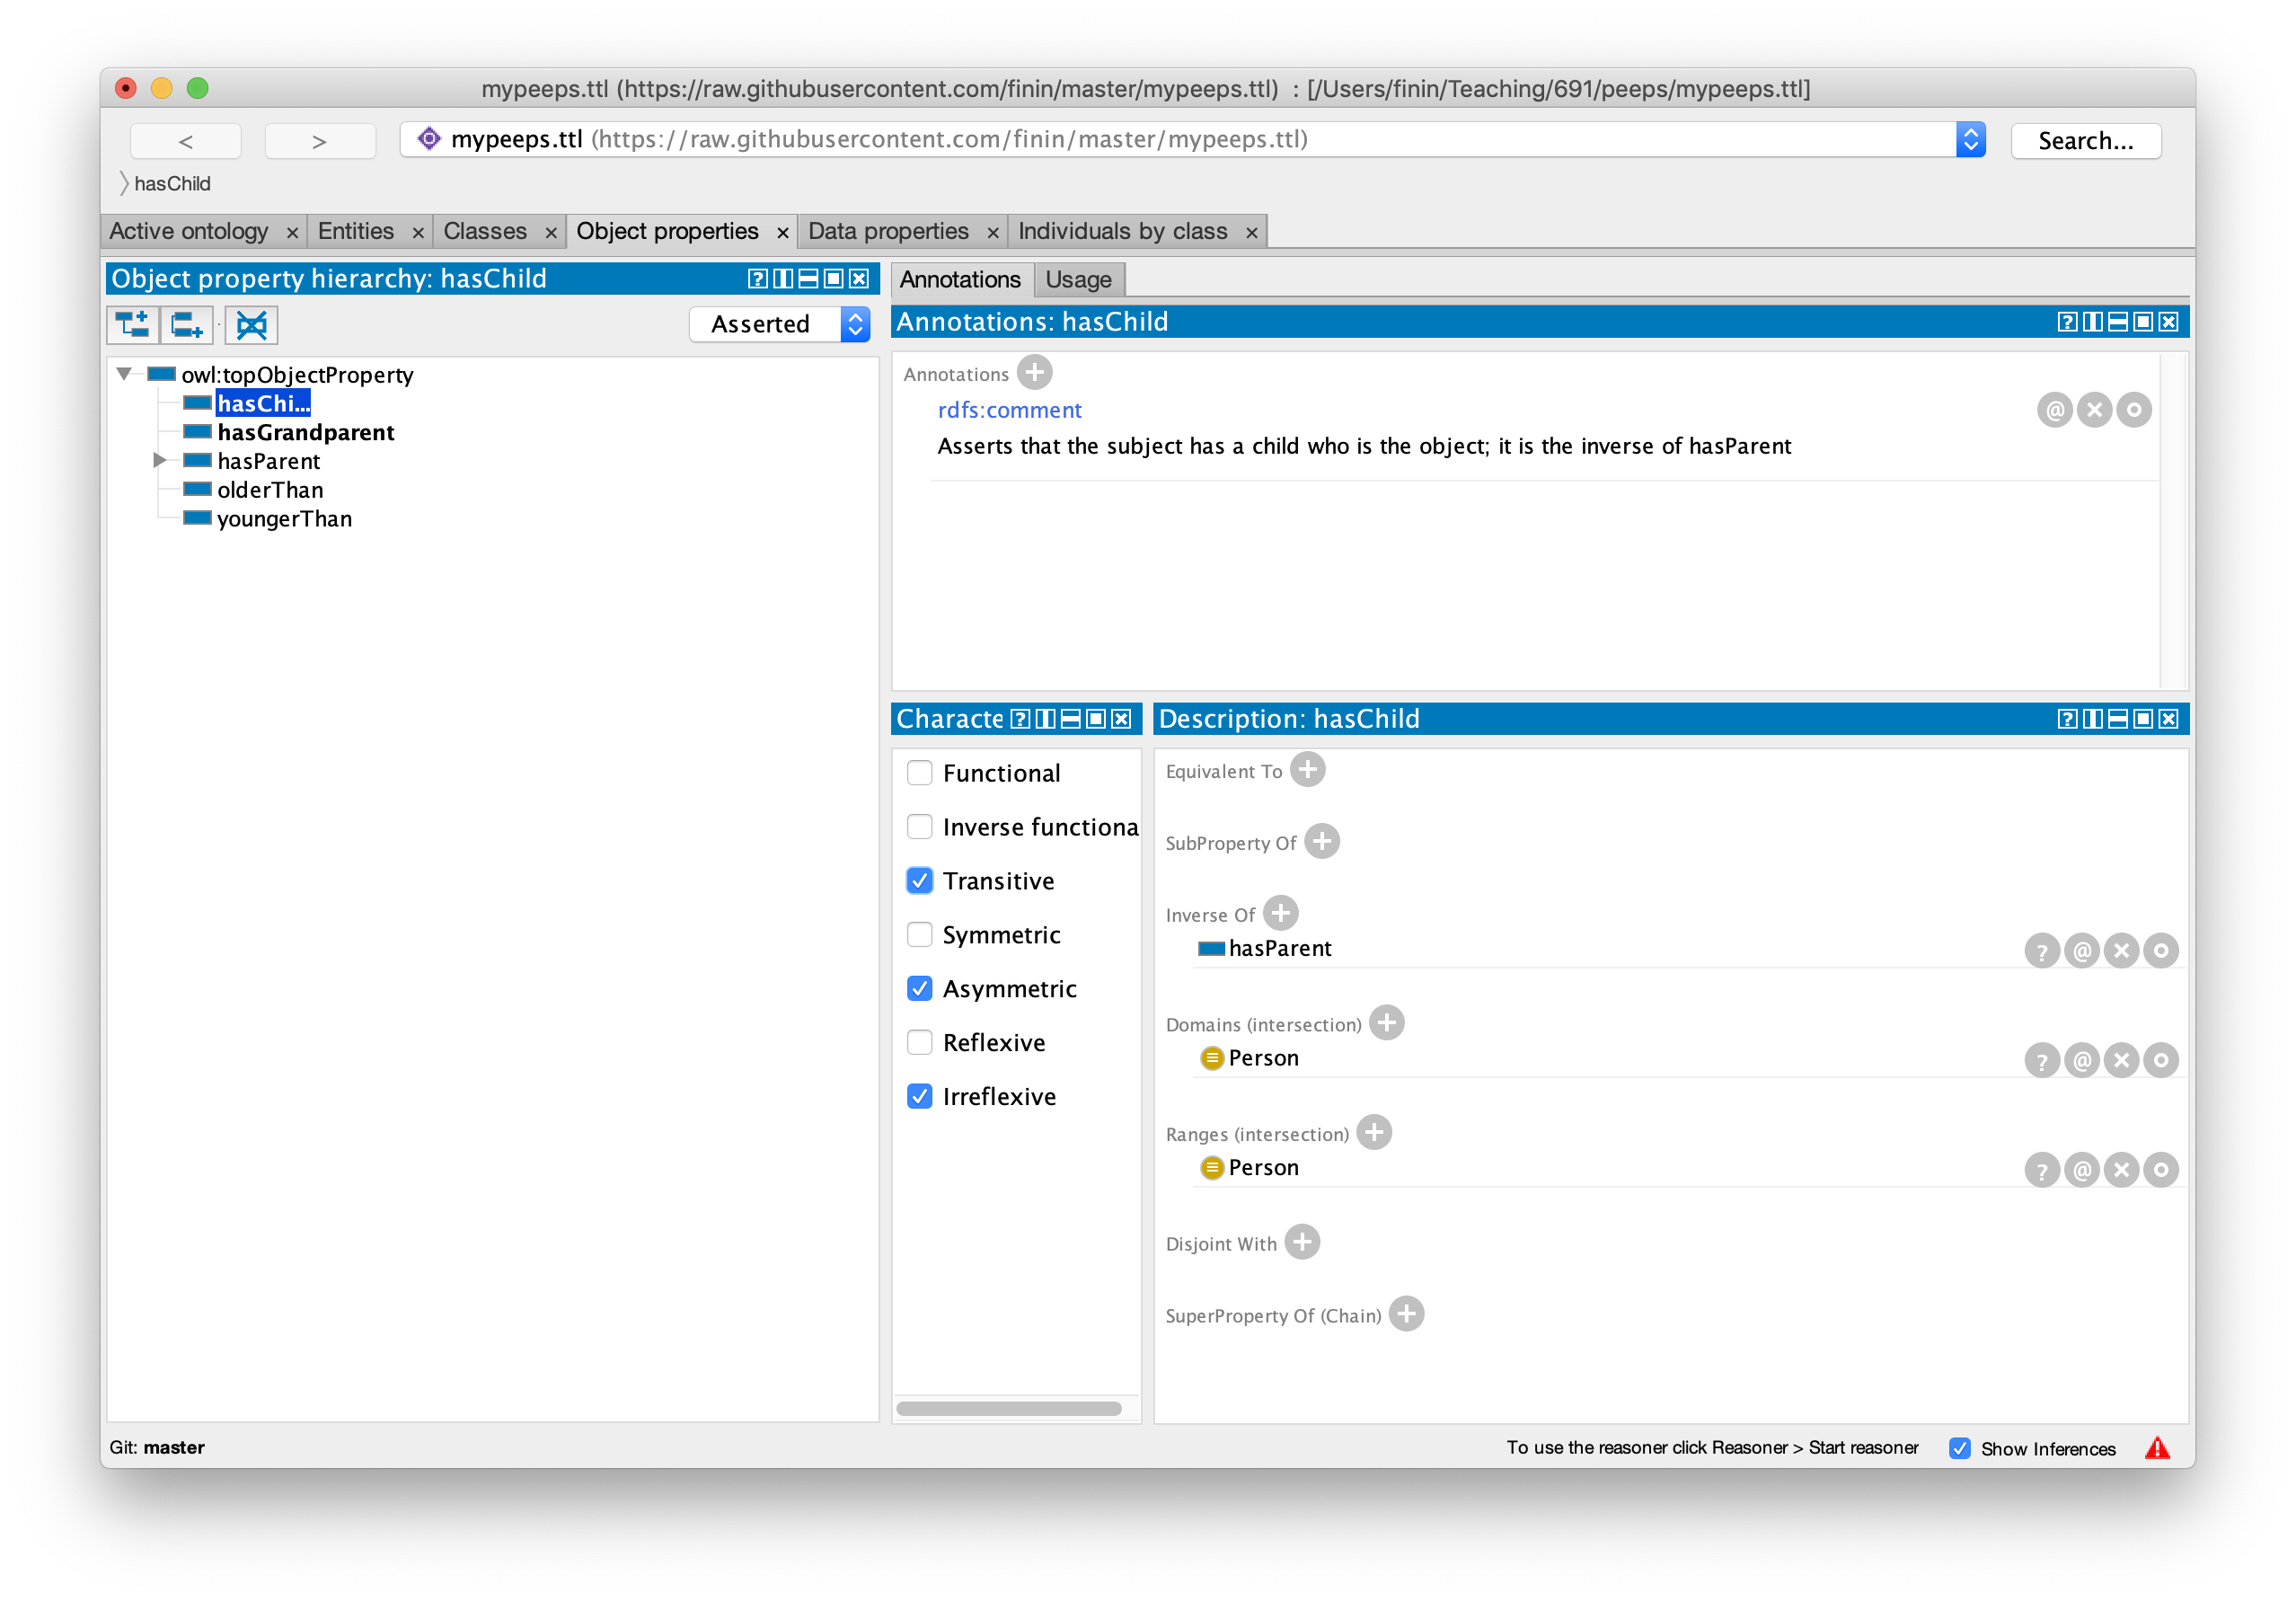 mypeeps.ttl (https://raw.githubusercontent.com/finin/master/mypeeps.ttl)  : [/Users/finin/Teaching/691/peeps/mypeeps.ttl]
< > mypeeps.ttl (https://raw.githubusercontent.com/finin/master/mypeeps.ttl) Search...
hasChild
Active ontology × Entities × Classes × Object properties × Data properties × Individuals by class ×
Object property hierarchy: hasChild
Asserted
owl:topObjectProperty
hasChi...
hasGrandparent
hasParent
olderThan
youngerThan
Annotations Usage
Annotations: hasChild
Annotations
rdfs:comment
Asserts that the subject has a child who is the object; it is the inverse of hasParent
Characte
Functional
Inverse functiona
Transitive
Symmetric
Asymmetric
Reflexive
Irreflexive
Description: hasChild
Equivalent To
SubProperty Of
Inverse Of
hasParent
Domains (intersection)
Person
Ranges (intersection)
Person
Disjoint With
SuperProperty Of (Chain)
Git: master
To use the reasoner click Reasoner > Start reasoner Show Inferences